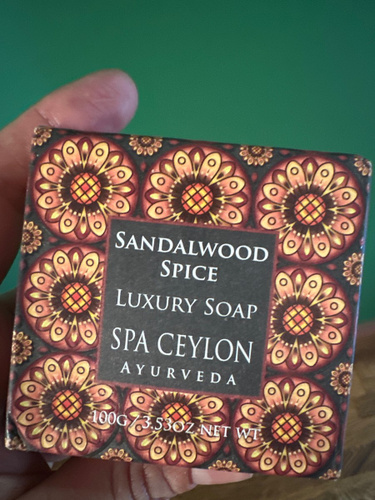 SANDALWOOD
SPICE
LUXURY SOAP
SPA CEYLON
AYURVEDA
100G/ 3.53OZ NET WT